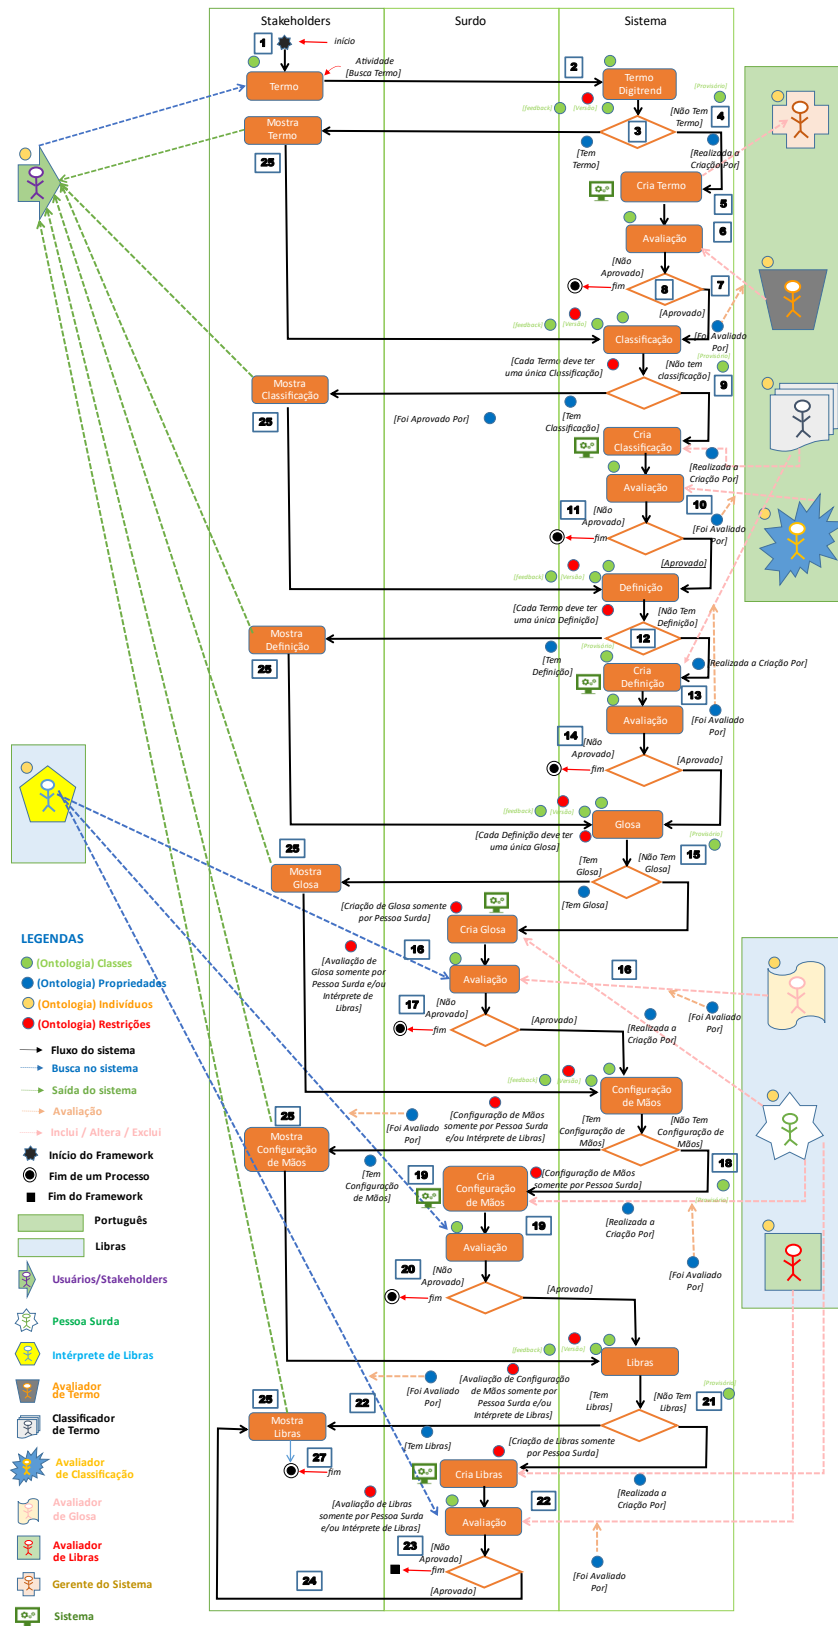 Stakeholders
Surdo
Sistema
1
início
Atividade
[Busca Termo]
2
Termo
Termo
Digitrend
[Provisório]
[feedback]
[Versão]
[Não Tem
Termo]
4
Mostra
Termo
3
25
[Tem
Termo]
[Realizada a
Criação Por]
Cria Termo
5
6
Avaliação
[Não
Aprovado]
7
fim
8
[Aprovado]
[feedback]
[Versão]
[Foi Avaliado
Por]
Classificação
[Cada Termo deve ter
uma única Classificação]
[Não tem
classificação]
[Provisório]
9
Mostra
Classificação
25
[Foi Aprovado Por]
[Tem
Classificação]
Cria
Classificação
[Realizada a
Criação Por]
Avaliação
11
[Não
Aprovado]
10
[Foi Avaliado
Por]
fim
[Aprovado]
[feedback]
[Versão]
Definição
[Cada Termo deve ter
uma única Definição]
[Não Tem
Definição]
Mostra
Definição
12
25
[Tem
Definição]
[Provisório]
[Realizada a Criação Por]
Cria
Definição
13
Avaliação
[Foi Avaliado
Por]
14
[Não
Aprovado]
[Aprovado]
fim
[feedback]
[Versão]
Glosa
[Cada Definição deve ter
uma única Glosa]
[Provisório]
25
[Tem
Glosa]
[Não Tem
Glosa]
15
Mostra
Glosa
[Tem Glosa]
[Criação de Glosa somente
por Pessoa Surda]
Cria Glosa
[Avaliação de
Glosa somente por
Pessoa Surda e/ou
Intérprete de
Libras]
16
16
Avaliação
17
[Não
Aprovado]
fim
[Aprovado]
[Realizada a
Criação Por]
[Foi Avaliado
Por]
[feedback]
[Versão]
Configuração
de Mãos
25
[Foi Avaliado
Por]
[Configuração de Mãos
somente por Pessoa Surda
e/ou Intérprete de Libras]
[Tem
Configuração de
Mãos]
[Não Tem
Configuração de
Mãos]
Mostra
Configuração
de Mãos
[Tem
Configuração
de Mãos]
19
Cria
Configuração
de Mãos
[Configuração de Mãos
somente por Pessoa Surda]
18
[Provisório]
[Realizada a
Criação Por]
19
Avaliação
20
[Não
Aprovado]
[Foi Avaliado
Por]
fim
[Aprovado]
[feedback]
[Versão]
Libras
[Foi Avaliado
Por]
[Avaliação de Configuração
de Mãos somente por
Pessoa Surda e/ou
Intérprete de Libras]
[Provisório]
25
22
[Tem
Libras]
[Não Tem
Libras]
21
Mostra
Libras
[Tem Libras]
[Criação de Libras somente
por Pessoa Surda]
27
fim
Cria Libras
[Realizada a
Criação Por]
[Avaliação de Libras
somente por Pessoa Surda
e/ou Intérprete de Libras]
22
Avaliação
23
[Não
Aprovado]
fim
24
[Aprovado]
[Foi Avaliado
Por]
LEGENDAS
(Ontologia) Classes
(Ontologia) Propriedades
(Ontologia) Indivíduos
(Ontologia) Restrições
Fluxo do sistema
Busca no sistema
Saída do sistema
Avaliação
Inclui / Altera / Exclui
Início do Framework
Fim de um Processo
Fim do Framework
Português
Libras
Usuários/Stakeholders
Pessoa Surda
Intérprete de Libras
Avaliador
de Termo
Classificador
de Termo
Avaliador
de Classificação
Avaliador
de Glosa
Avaliador
de Libras
Gerente do Sistema
Sistema